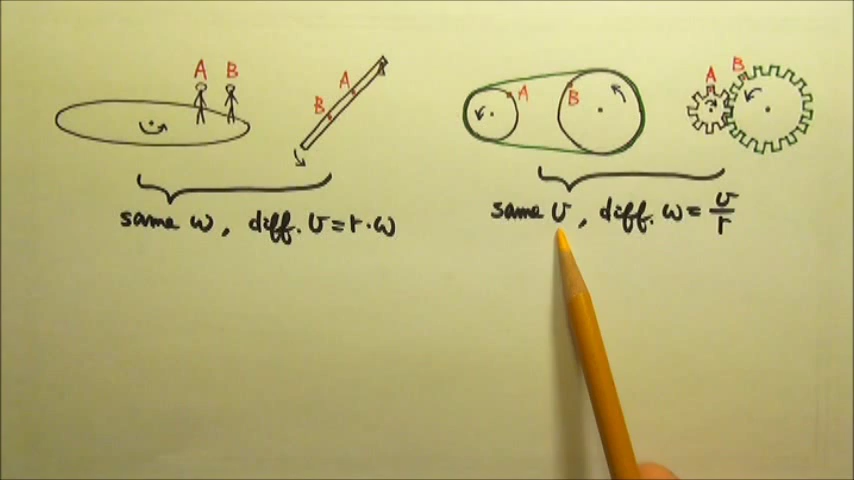 A B
A
B
A
B
A
B
same ω, diff. v = r · ω
same v, diff. ω = v/r